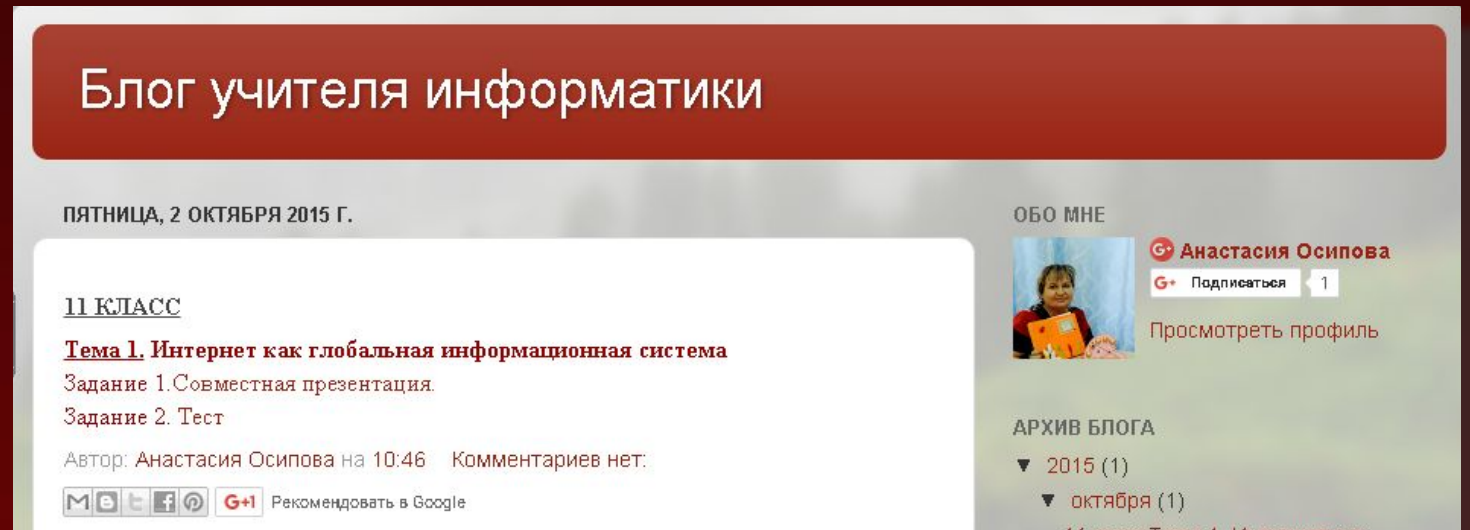 Блог учителя информатики
ПЯТНИЦА, 2 ОКТЯБРЯ 2015 Г.
11 КЛАСС
Тема 1. Интернет как глобальная информационная система
Задание 1.Совместная презентация.
Задание 2. Тест
Автор: Анастасия Осипова на 10:46 Комментариев нет:
G+1 Рекомендовать в Google
ОБО МНЕ
G+ Анастасия Осипова
G+ Подписаться 1
Просмотреть профиль
АРХИВ БЛОГА
▼ 2015 (1)
▼ октября (1)